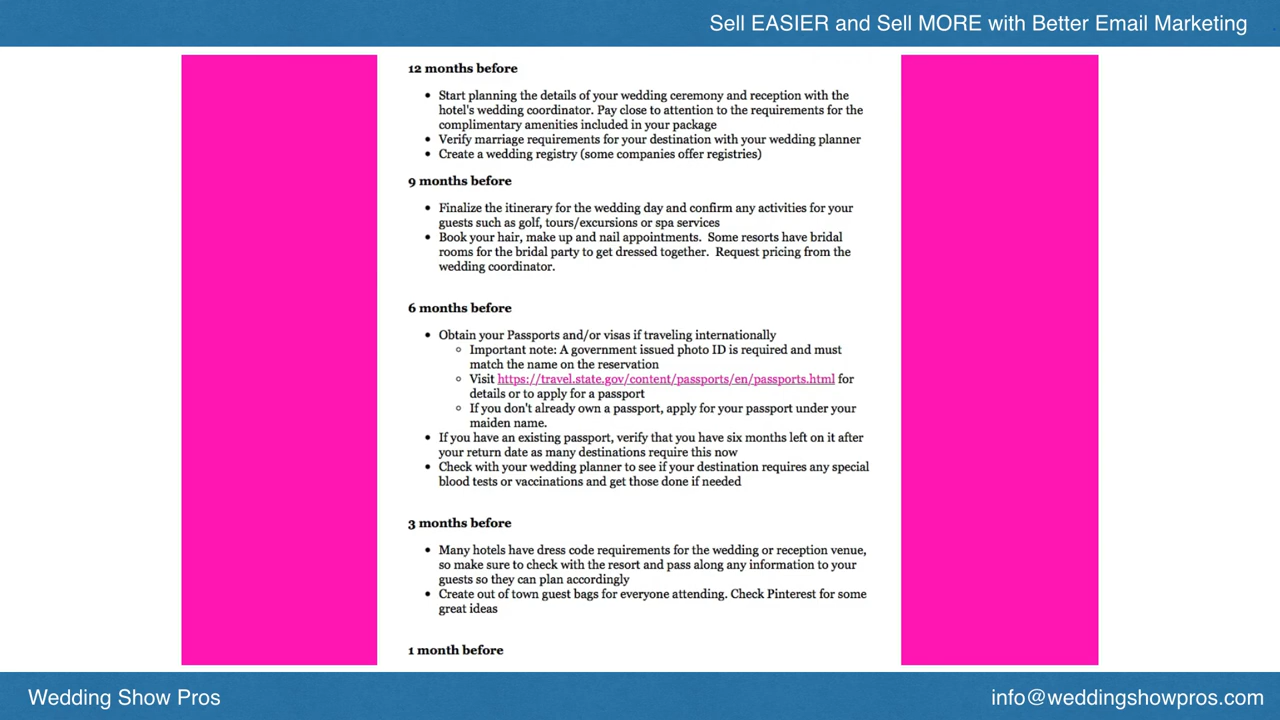 Sell EASIER and Sell MORE with Better Email Marketing
12 months before
• Start planning the details of your wedding ceremony and reception with the
hotel's wedding coordinator. Pay close to attention to the requirements for the
complimentary amenities included in your package
• Verify marriage requirements for your destination with your wedding planner
• Create a wedding registry (some companies offer registries)
9 months before
• Finalize the itinerary for the wedding day and confirm any activities for your
guests such as golf, tours/excursions or spa services
• Book your hair, make up and nail appointments.  Some resorts have bridal
rooms for the bridal party to get dressed together.  Request pricing from the
wedding coordinator.
6 months before
• Obtain your Passports and/or visas if traveling internationally
◦ Important note: A government issued photo ID is required and must
match the name on the reservation
◦ Visit https://travel.state.gov/content/passports/en/passports.html for
details or to apply for a passport
◦ If you don't already own a passport, apply for your passport under your
maiden name.
• If you have an existing passport, verify that you have six months left on it after
your return date as many destinations require this now
• Check with your wedding planner to see if your destination requires any special
blood tests or vaccinations and get those done if needed
3 months before
• Many hotels have dress code requirements for the wedding or reception venue,
so make sure to check with the resort and pass along any information to your
guests so they can plan accordingly
• Create out of town guest bags for everyone attending. Check Pinterest for some
great ideas
1 month before
Wedding Show Pros
info@weddingshowpros.com